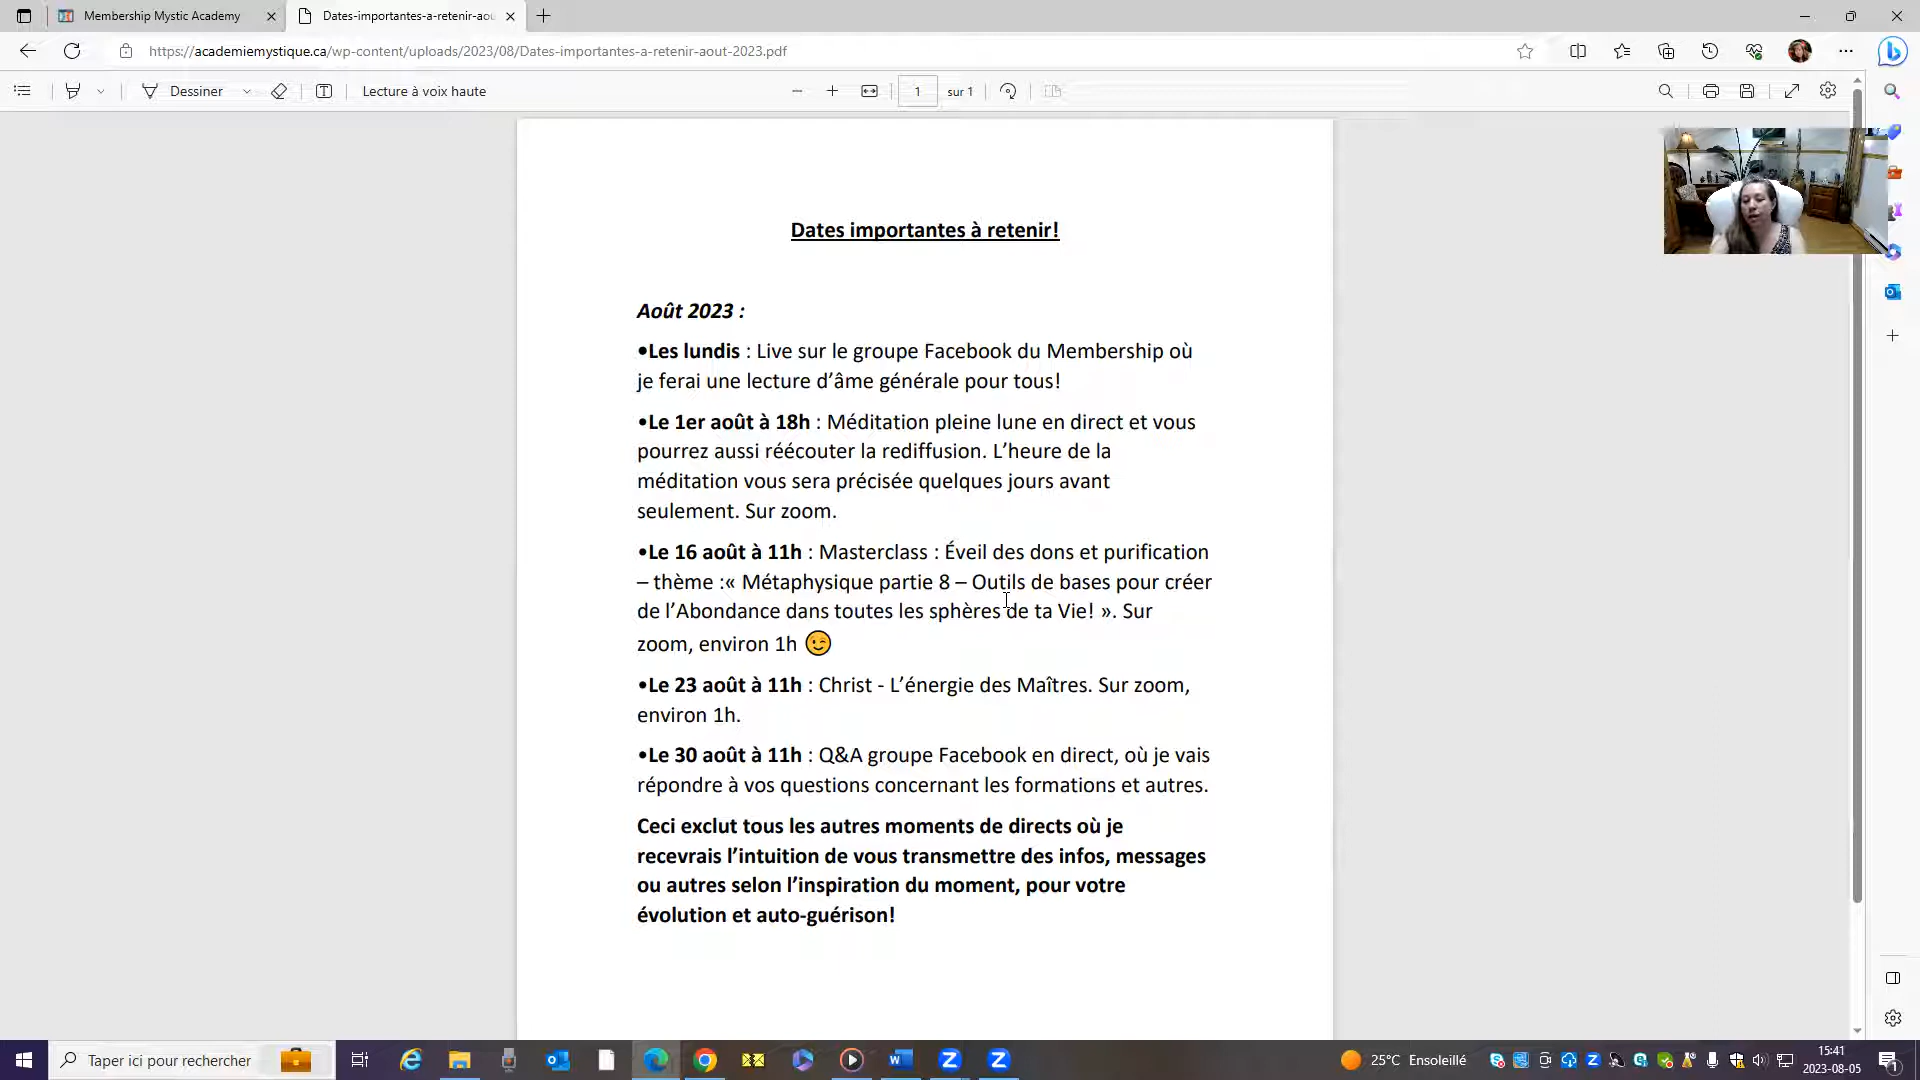 Membership Mystic Academy
Dates-importantes-a-retenir-aou
https://academiemystique.ca/wp-content/uploads/2023/08/Dates-importantes-a-retenir-aout-2023.pdf
Dessiner
Lecture à voix haute
1 sur 1
Dates importantes à retenir!
Août 2023 :
•Les lundis : Live sur le groupe Facebook du Membership où
je ferai une lecture d’âme générale pour tous!
•Le 1er août à 18h : Méditation pleine lune en direct et vous
pourrez aussi réécouter la rediffusion. L’heure de la
méditation vous sera précisée quelques jours avant
seulement. Sur zoom.
•Le 16 août à 11h : Masterclass : Éveil des dons et purification
– thème :« Métaphysique partie 8 – Outils de bases pour créer
de l’Abondance dans toutes les sphères de ta Vie! ». Sur
zoom, environ 1h 😉
•Le 23 août à 11h : Christ - L’énergie des Maîtres. Sur zoom,
environ 1h.
•Le 30 août à 11h : Q&A groupe Facebook en direct, où je vais
répondre à vos questions concernant les formations et autres.
Ceci exclut tous les autres moments de directs où je
recevrais l’intuition de vous transmettre des infos, messages
ou autres selon l’inspiration du moment, pour votre
évolution et auto-guérison!
Taper ici pour rechercher
25°C Ensoleillé
15:41
2023-08-05